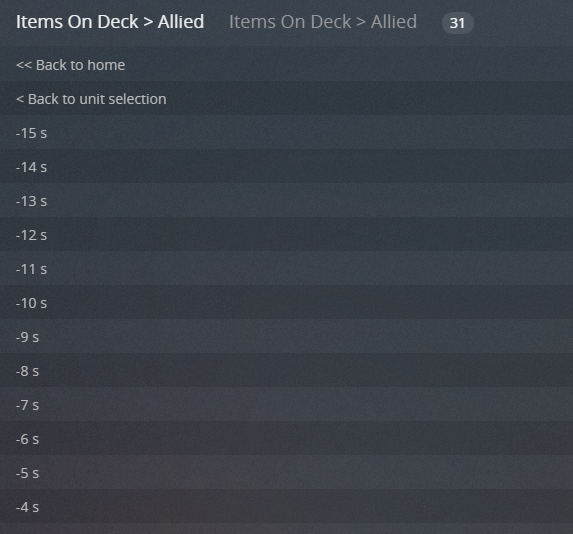 Items On Deck > Allied Items On Deck > Allied 31
<< Back to home
< Back to unit selection
-15 s
-14 s
-13 s
-12 s
-11 s
-10 s
-9 s
-8 s
-7 s
-6 s
-5 s
-4 s